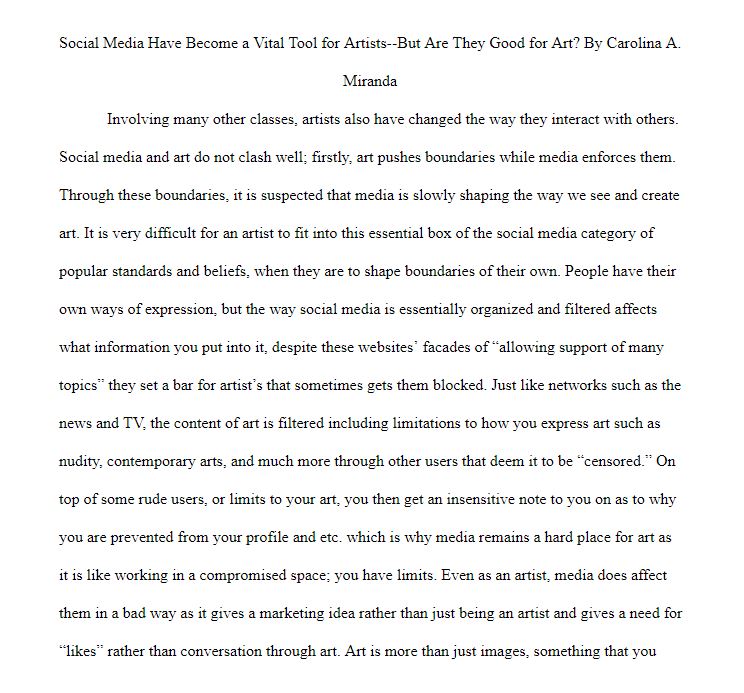 Social Media Have Become a Vital Tool for Artists--But Are They Good for Art? By Carolina A.
Miranda
Involving many other classes, artists also have changed the way they interact with others.
Social media and art do not clash well; firstly, art pushes boundaries while media enforces them.
Through these boundaries, it is suspected that media is slowly shaping the way we see and create
art. It is very difficult for an artist to fit into this essential box of the social media category of
popular standards and beliefs, when they are to shape boundaries of their own. People have their
own ways of expression, but the way social media is essentially organized and filtered affects
what information you put into it, despite these websites’ facades of “allowing support of many
topics” they set a bar for artist’s that sometimes gets them blocked. Just like networks such as the
news and TV, the content of art is filtered including limitations to how you express art such as
nudity, contemporary arts, and much more through other users that deem it to be “censored.” On
top of some rude users, or limits to your art, you then get an insensitive note to you on as to why
you are prevented from your profile and etc. which is why media remains a hard place for art as
it is like working in a compromised space; you have limits. Even as an artist, media does affect
them in a bad way as it gives a marketing idea rather than just being an artist and gives a need for
“likes” rather than conversation through art. Art is more than just images, something that you